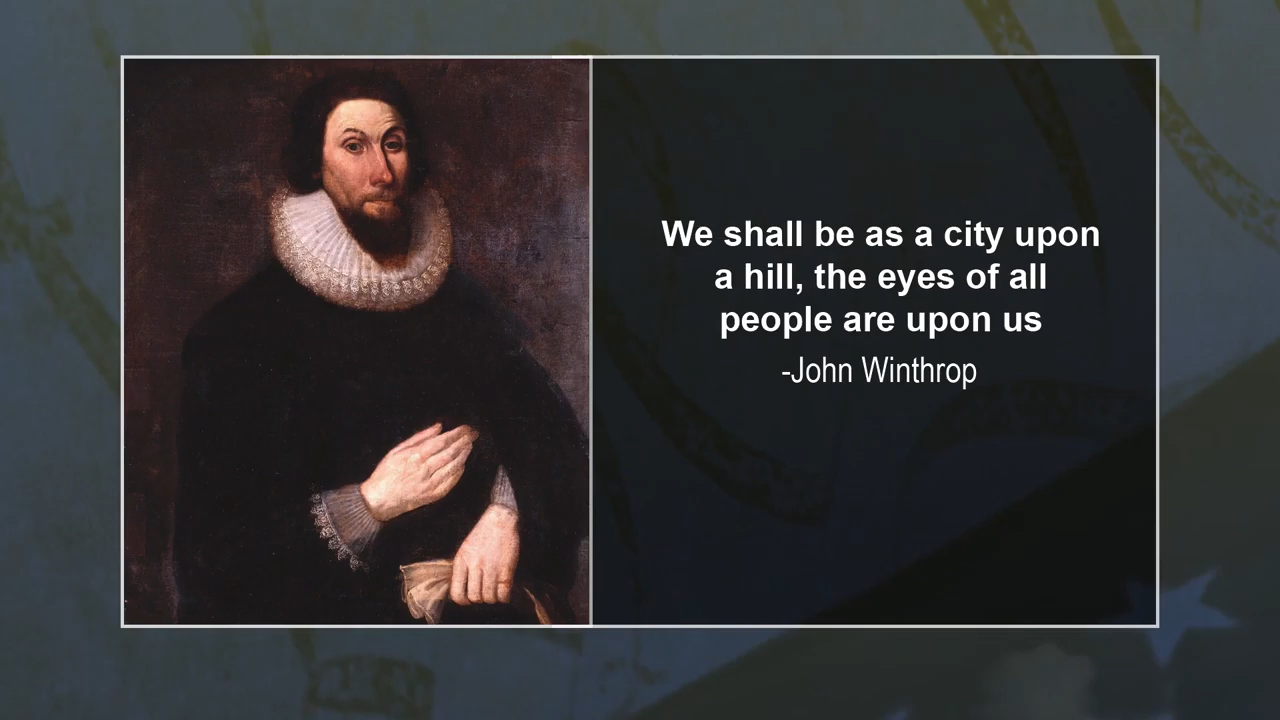 We shall be as a city upon
a hill, the eyes of all
people are upon us
-John Winthrop